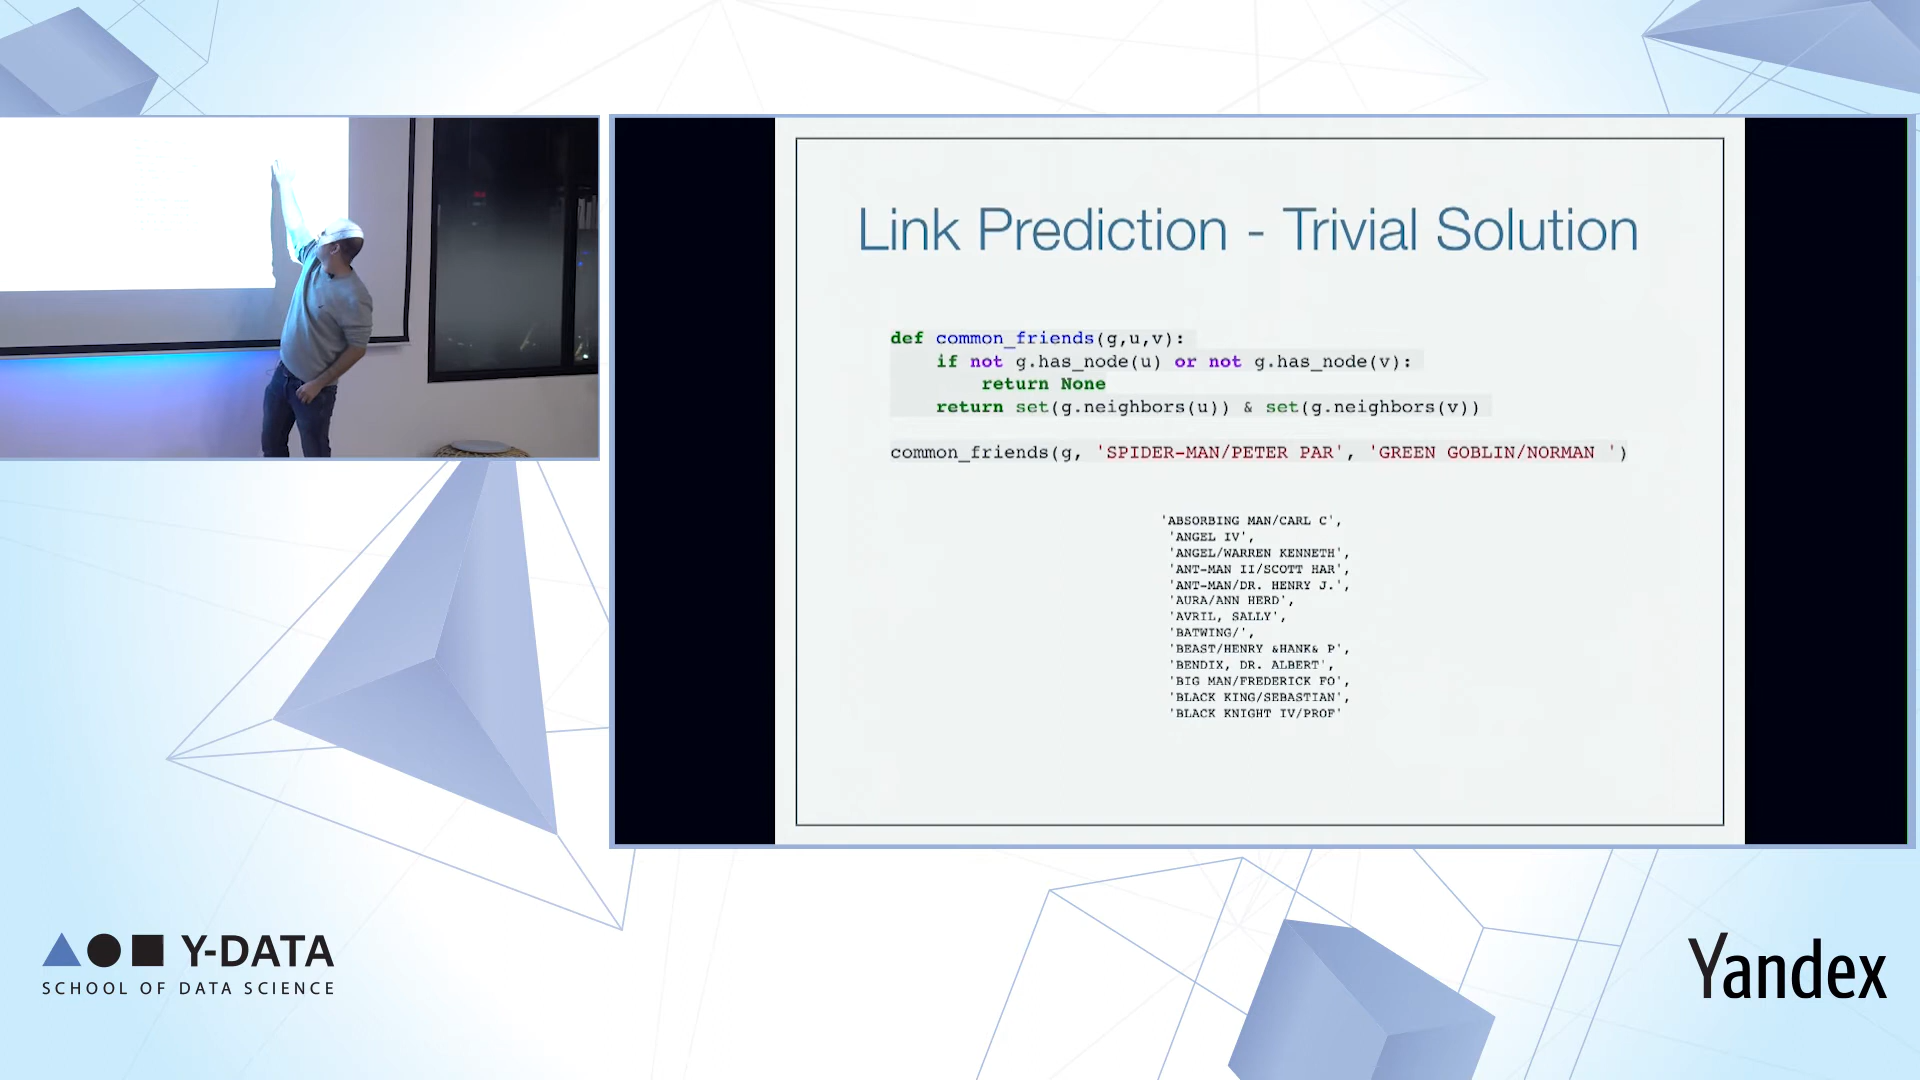 Link Prediction - Trivial Solution
def common_friends(g,u,v):
    if not g.has_node(u) or not g.has_node(v):
        return None
    return set(g.neighbors(u)) & set(g.neighbors(v))
common_friends(g, 'SPIDER-MAN/PETER PAR', 'GREEN GOBLIN/NORMAN ')
'ABSORBING MAN/CARL C',
'ANGEL IV',
'ANGEL/WARREN KENNETH',
'ANT-MAN II/SCOTT HAR',
'ANT-MAN/DR. HENRY J.',
'AURA/ANN HERD',
'AVRIL, SALLY',
'BATWING/',
'BEAST/HENRY &HANK& P',
'BENDIX, DR. ALBERT',
'BIG MAN/FREDERICK FO',
'BLACK KING/SEBASTIAN',
'BLACK KNIGHT IV/PROF'
Y-DATA
SCHOOL OF DATA SCIENCE
Yandex